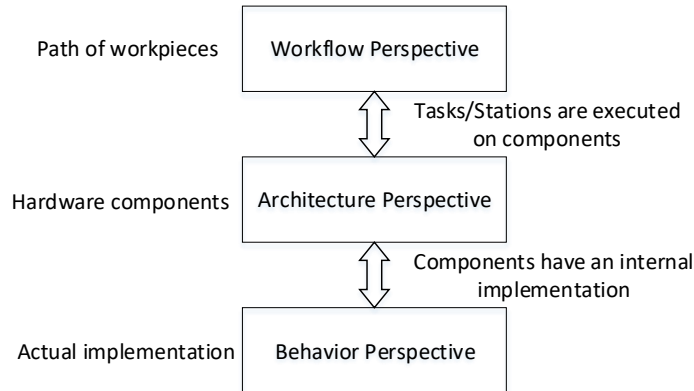 Path of workpieces
Workflow Perspective
Tasks/Stations are executed
on components
Hardware components
Architecture Perspective
Components have an internal
implementation
Actual implementation
Behavior Perspective